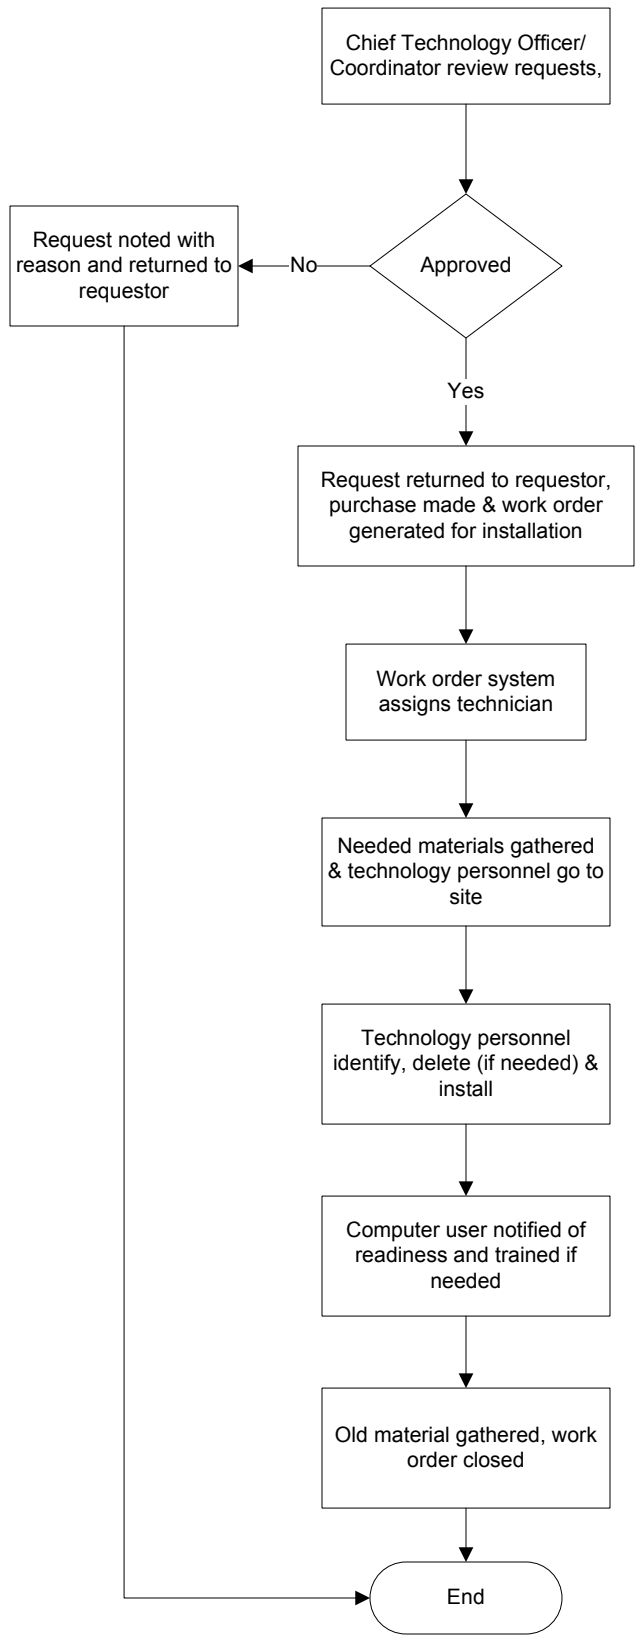 Chief Technology Officer/
Coordinator review requests,
Approved
No
Request noted with
reason and returned to
requestor
Yes
Request returned to requestor,
purchase made & work order
generated for installation
Work order system
assigns technician
Needed materials gathered
& technology personnel go to
site
Technology personnel
identify, delete (if needed) &
install
Computer user notified of
readiness and trained if
needed
Old material gathered, work
order closed
End